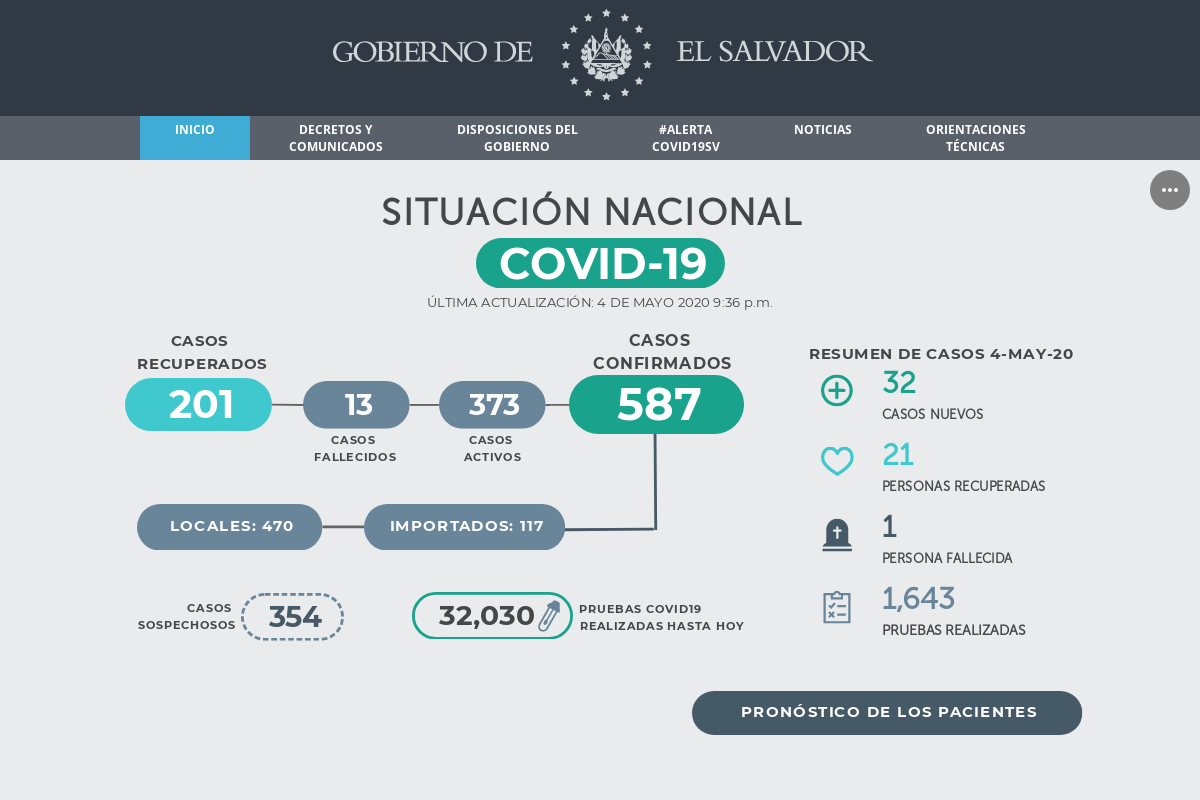 GOBIERNO DE EL SALVADOR
INICIO
DECRETOS Y
COMUNICADOS
DISPOSICIONES DEL
GOBIERNO
#ALERTA
COVID19SV
NOTICIAS
ORIENTACIONES
TÉCNICAS
SITUACIÓN NACIONAL
COVID-19
ÚLTIMA ACTUALIZACIÓN: 4 DE MAYO 2020 9:36 p.m.
CASOS
RECUPERADOS
201
13
CASOS
FALLECIDOS
373
CASOS
ACTIVOS
CASOS
CONFIRMADOS
587
LOCALES: 470
IMPORTADOS: 117
CASOS
SOSPECHOSOS
354
32,030
PRUEBAS COVID19
REALIZADAS HASTA HOY
RESUMEN DE CASOS 4-MAY-20
32
CASOS NUEVOS
21
PERSONAS RECUPERADAS
1
PERSONA FALLECIDA
1,643
PRUEBAS REALIZADAS
PRONÓSTICO DE LOS PACIENTES